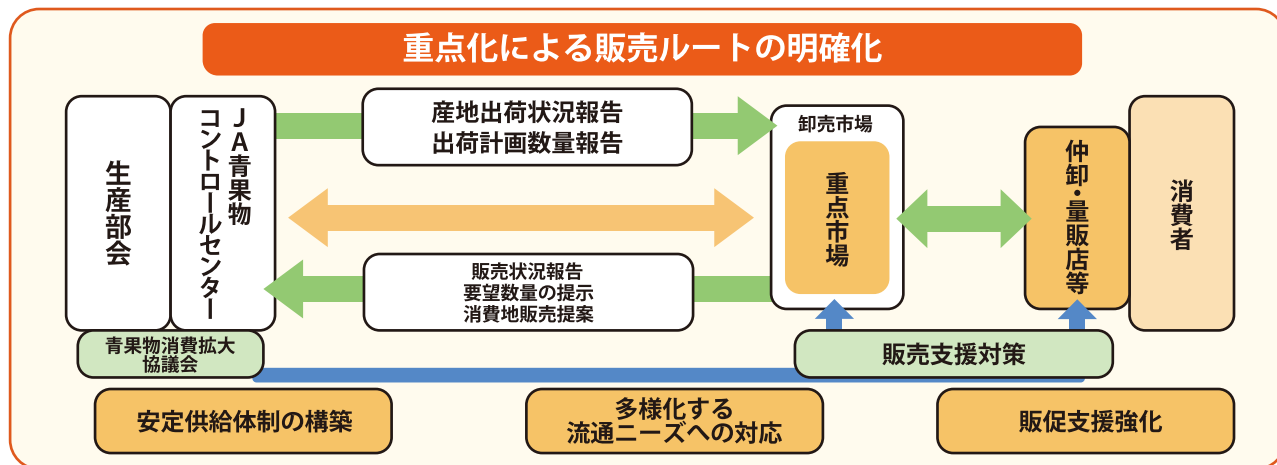 重点化による販売ルートの明確化
生産部会
JA青果物
コントロールセンター
産地出荷状況報告
出荷計画数量報告
販売状況報告
要望数量の提示
消費地販売提案
卸売市場
重点市場
仲卸・量販店等
消費者
青果物消費拡大
協議会
販売支援対策
安定供給体制の構築
多様化する
流通ニーズへの対応
販促支援強化